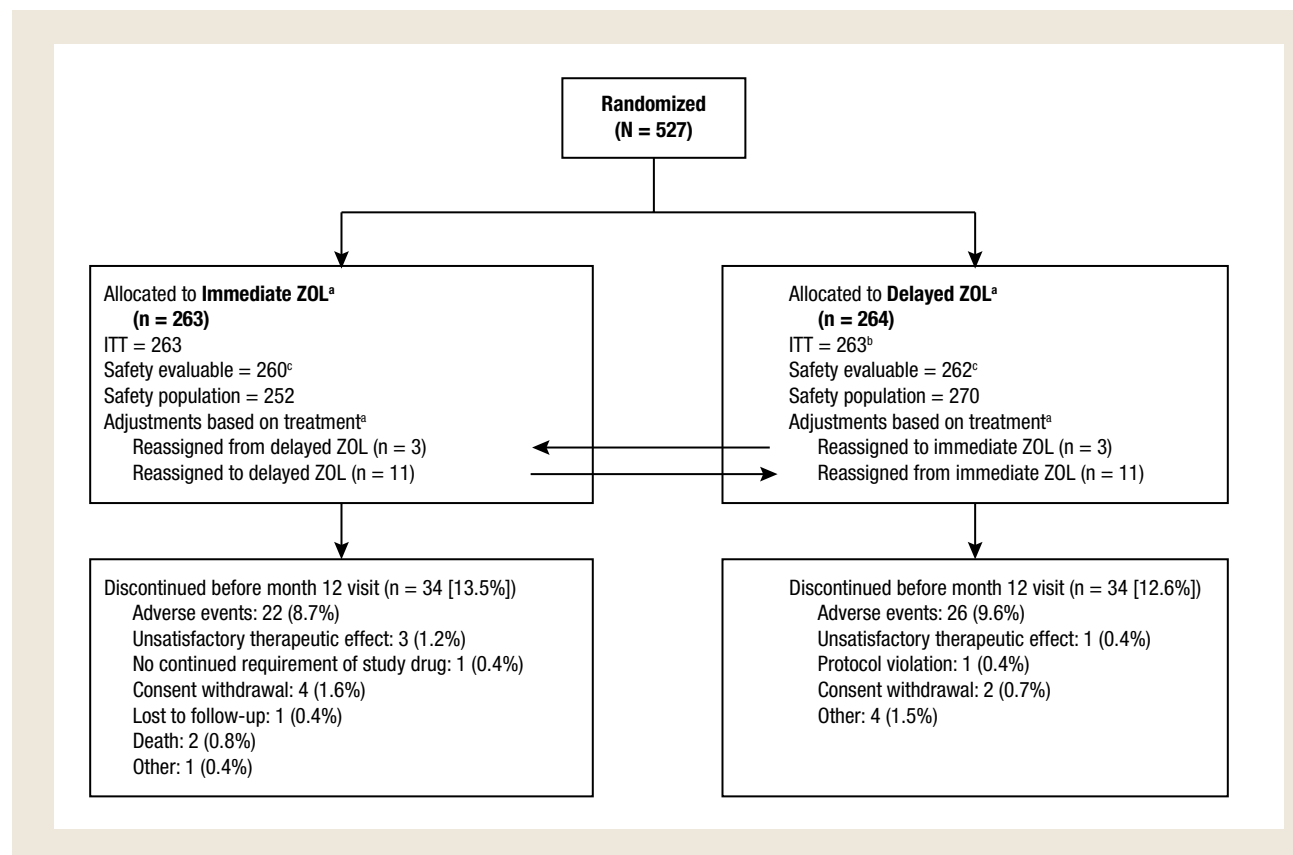 Randomized
(N = 527)
Allocated to Immediate ZOLᵃ
(n = 263)
ITT = 263
Safety evaluable = 260ᶜ
Safety population = 252
Adjustments based on treatmentᵃ
Reassigned from delayed ZOL (n = 3)
Reassigned to delayed ZOL (n = 11)
Allocated to Delayed ZOLᵃ
(n = 264)
ITT = 263ᵇ
Safety evaluable = 262ᶜ
Safety population = 270
Adjustments based on treatmentᵃ
Reassigned to immediate ZOL (n = 3)
Reassigned from immediate ZOL (n = 11)
Discontinued before month 12 visit (n = 34 [13.5%])
Adverse events: 22 (8.7%)
Unsatisfactory therapeutic effect: 3 (1.2%)
No continued requirement of study drug: 1 (0.4%)
Consent withdrawal: 4 (1.6%)
Lost to follow-up: 1 (0.4%)
Death: 2 (0.8%)
Other: 1 (0.4%)
Discontinued before month 12 visit (n = 34 [12.6%])
Adverse events: 26 (9.6%)
Unsatisfactory therapeutic effect: 1 (0.4%)
Protocol violation: 1 (0.4%)
Consent withdrawal: 2 (0.7%)
Other: 4 (1.5%)